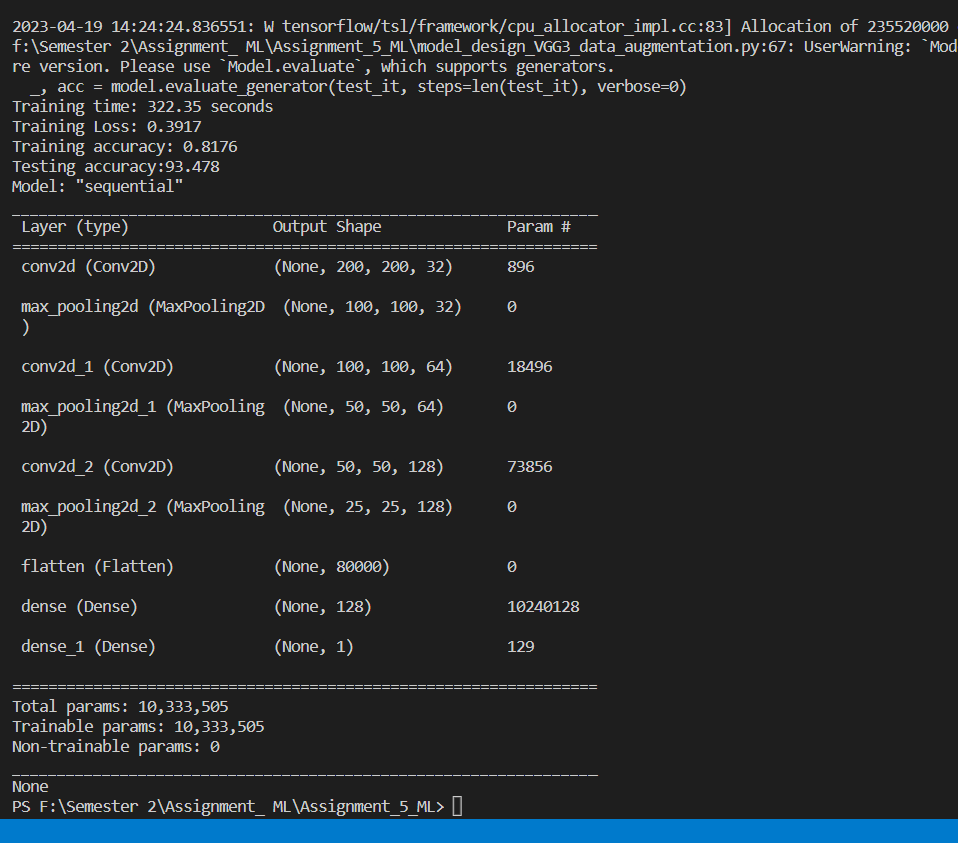 2023-04-19 14:24:24.836551: W tensorflow/tsl/framework/cpu_allocator_impl.cc:83] Allocation of 235520000
f:\Semester 2\Assignment_ ML\Assignment_5_ML\model_design_VGG3_data_augmentation.py:67: UserWarning: `Mod
re version. Please use `Model.evaluate`, which supports generators.
  _, acc = model.evaluate_generator(test_it, steps=len(test_it), verbose=0)
Training time: 322.35 seconds
Training Loss: 0.3917
Training accuracy: 0.8176
Testing accuracy:93.478
Model: "sequential"
_________________________________________________________________
 Layer (type)                Output Shape              Param #
=================================================================
 conv2d (Conv2D)             (None, 200, 200, 32)      896

 max_pooling2d (MaxPooling2D  (None, 100, 100, 32)     0
 )

 conv2d_1 (Conv2D)           (None, 100, 100, 64)      18496

 max_pooling2d_1 (MaxPooling  (None, 50, 50, 64)       0
 2D)

 conv2d_2 (Conv2D)           (None, 50, 50, 128)       73856

 max_pooling2d_2 (MaxPooling  (None, 25, 25, 128)      0
 2D)

 flatten (Flatten)           (None, 80000)             0

 dense (Dense)               (None, 128)               10240128

 dense_1 (Dense)             (None, 1)                 129

=================================================================
Total params: 10,333,505
Trainable params: 10,333,505
Non-trainable params: 0
_________________________________________________________________
None
PS F:\Semester 2\Assignment_ ML\Assignment_5_ML>